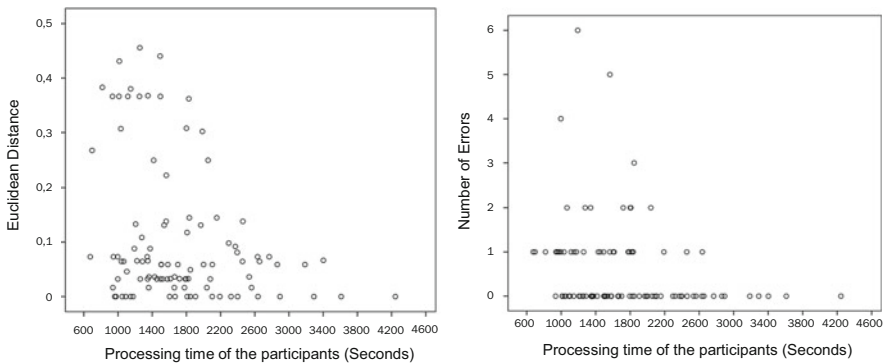 0,5
0,4
0,3
0,2
0,1
0
Euclidean Distance
600 1000 1400 1800 2200 2600 3000 3400 3800 4200 4600
Processing time of the participants (Seconds)
6
5
4
3
2
1
0
Number of Errors
600 1000 1400 1800 2200 2600 3000 3400 3800 4200 4600
Processing time of the participants (Seconds)